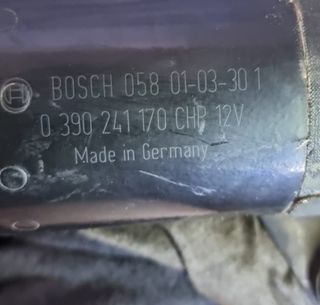 BOSCH 058 01-03-30 1
0 390 241 170 CHP 12V
Made in Germany